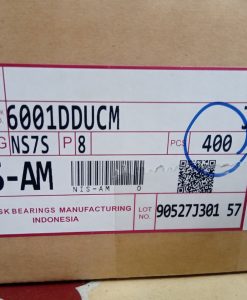 6001DDUCM
NS7S P 8 PCS 400
S-AM
NIS-AM 0
SK BEARINGS MANUFACTURING
INDONESIA
LOT NO. 90527J301 57